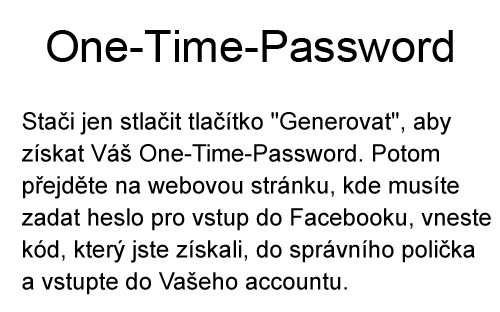 One-Time-Password
Stači jen stlačit tlačítko "Generovat", aby
získat Váš One-Time-Password. Potom
přejděte na webovou stránku, kde musíte
zadat heslo pro vstup do Facebooku, vneste
kód, který jste získali, do správního polička
a vstupte do Vašeho accountu.